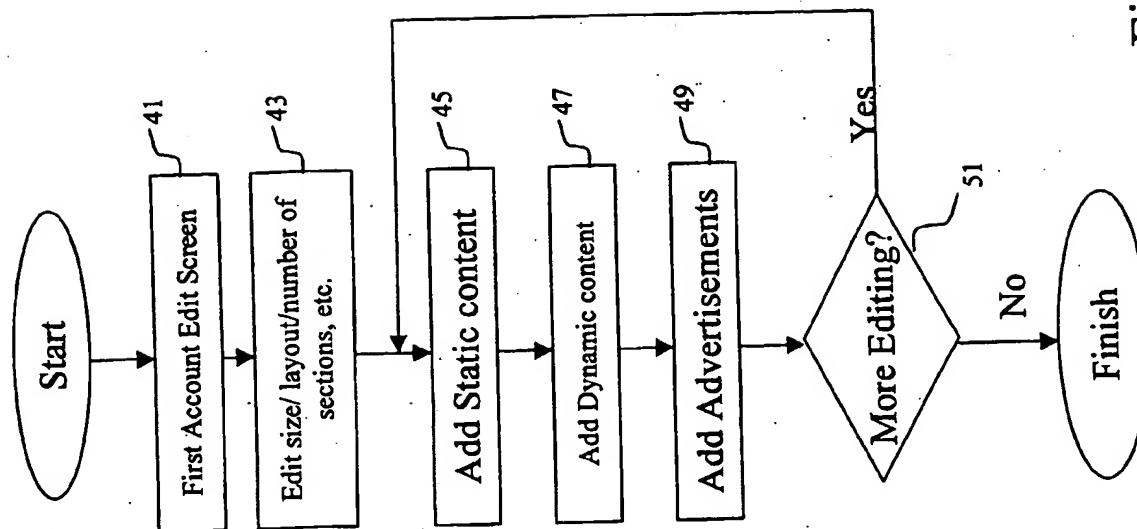 Start
41
First Account Edit Screen
43
Edit size/ layout/number of
sections, etc.
45
Add Static content
47
Add Dynamic content
49
Add Advertisements
More Editing?
Yes
51
No
Finish